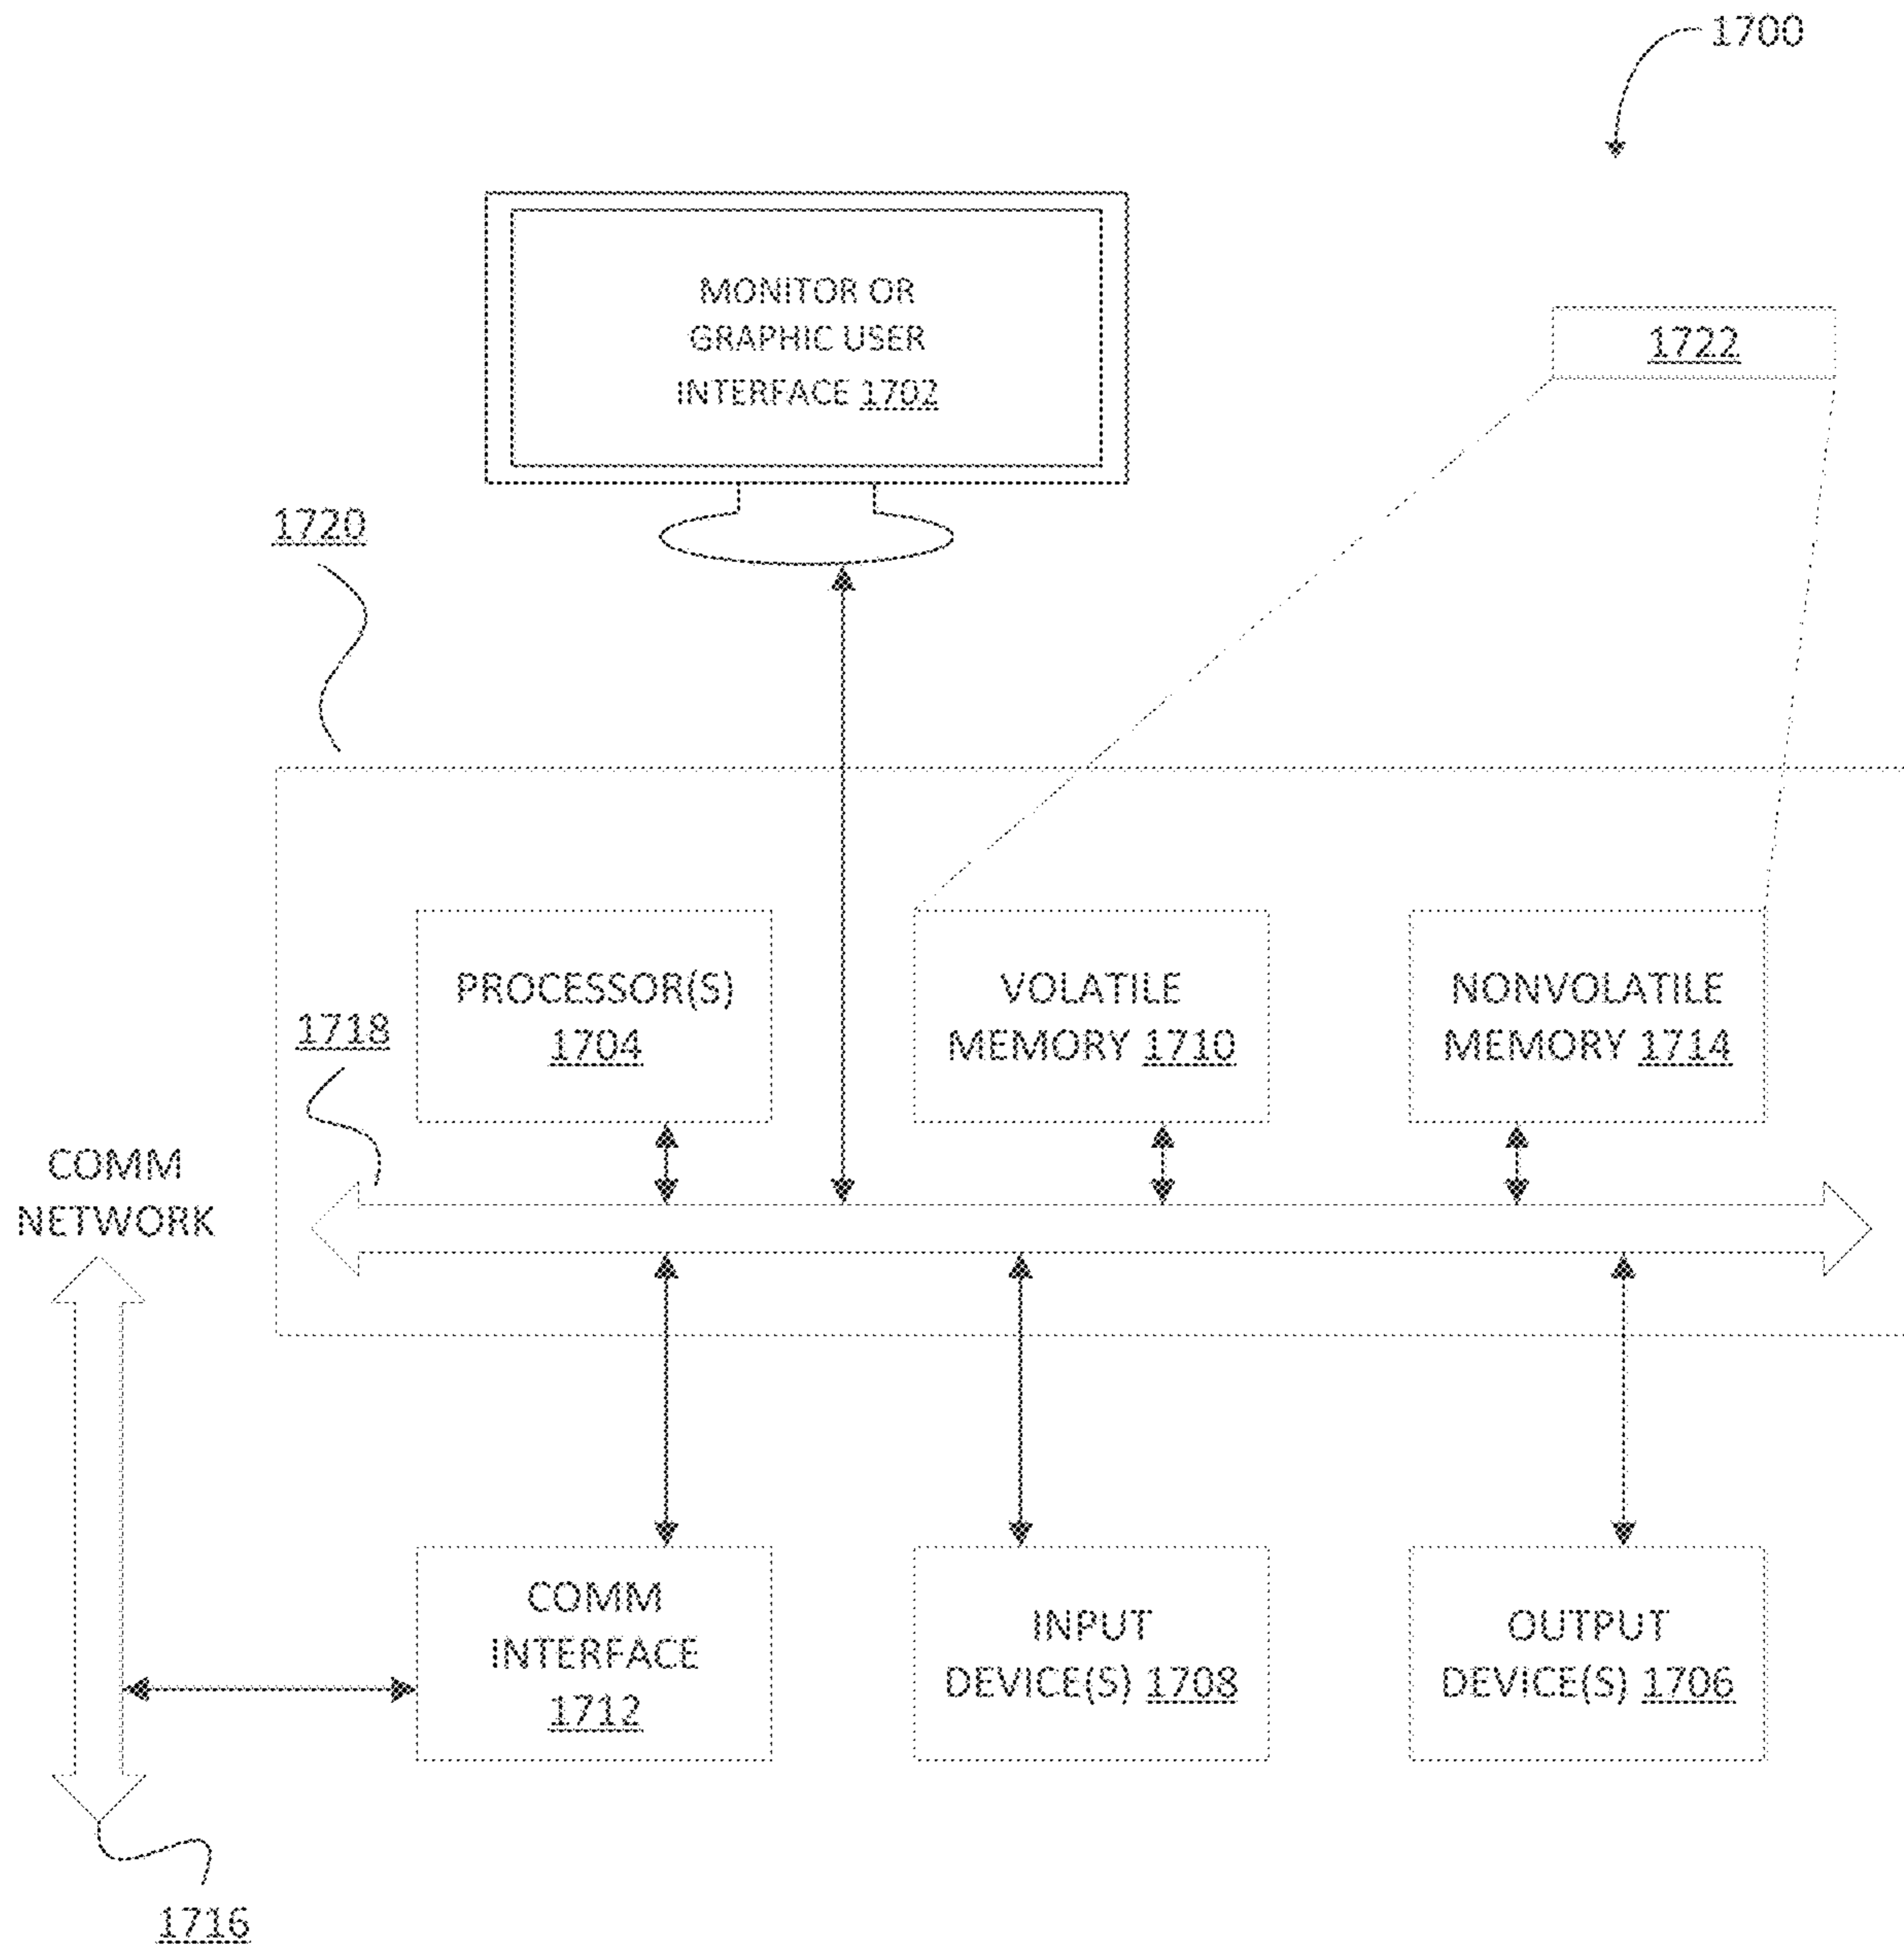 1700
MONITOR OR
GRAPHIC USER
INTERFACE 1702
1722
1720
PROCESSOR(S)
1704
VOLATILE
MEMORY 1710
NONVOLATILE
MEMORY 1714
1718
COMM
NETWORK
COMM
INTERFACE
1712
INPUT
DEVICE(S) 1708
OUTPUT
DEVICE(S) 1706
1716